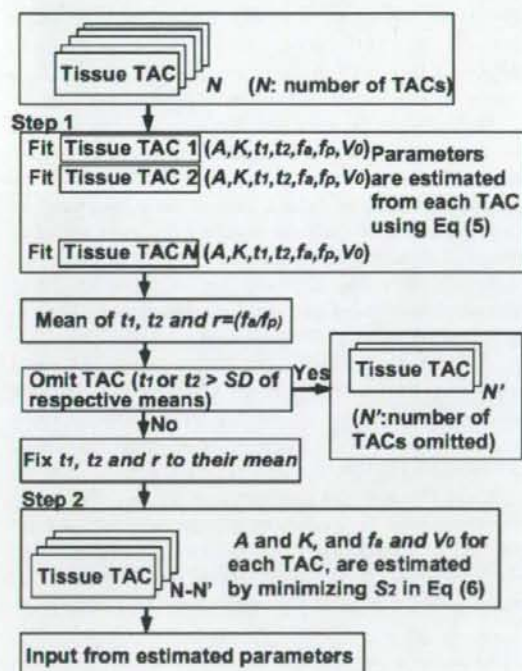 Tissue TAC N (N: number of TACs)
Step 1
Fit Tissue TAC 1 (A,K,t1,t2,fa,fp,V0) Parameters
Fit Tissue TAC 2 (A,K,t1,t2,fa,fp,V0) are estimated
from each TAC
using Eq (5)
Fit Tissue TAC N (A,K,t1,t2,fa,fp,V0)
Mean of t1, t2 and r=(fa/fp)
Omit TAC (t1 or t2 > SD of
respective means)
Yes
Tissue TAC N'
(N':number of
TACs omitted)
No
Fix t1, t2 and r to their mean
Step 2
Tissue TAC N-N'
A and K, and fa and V0 for
each TAC, are estimated
by minimizing S2 in Eq (6)
Input from estimated parameters